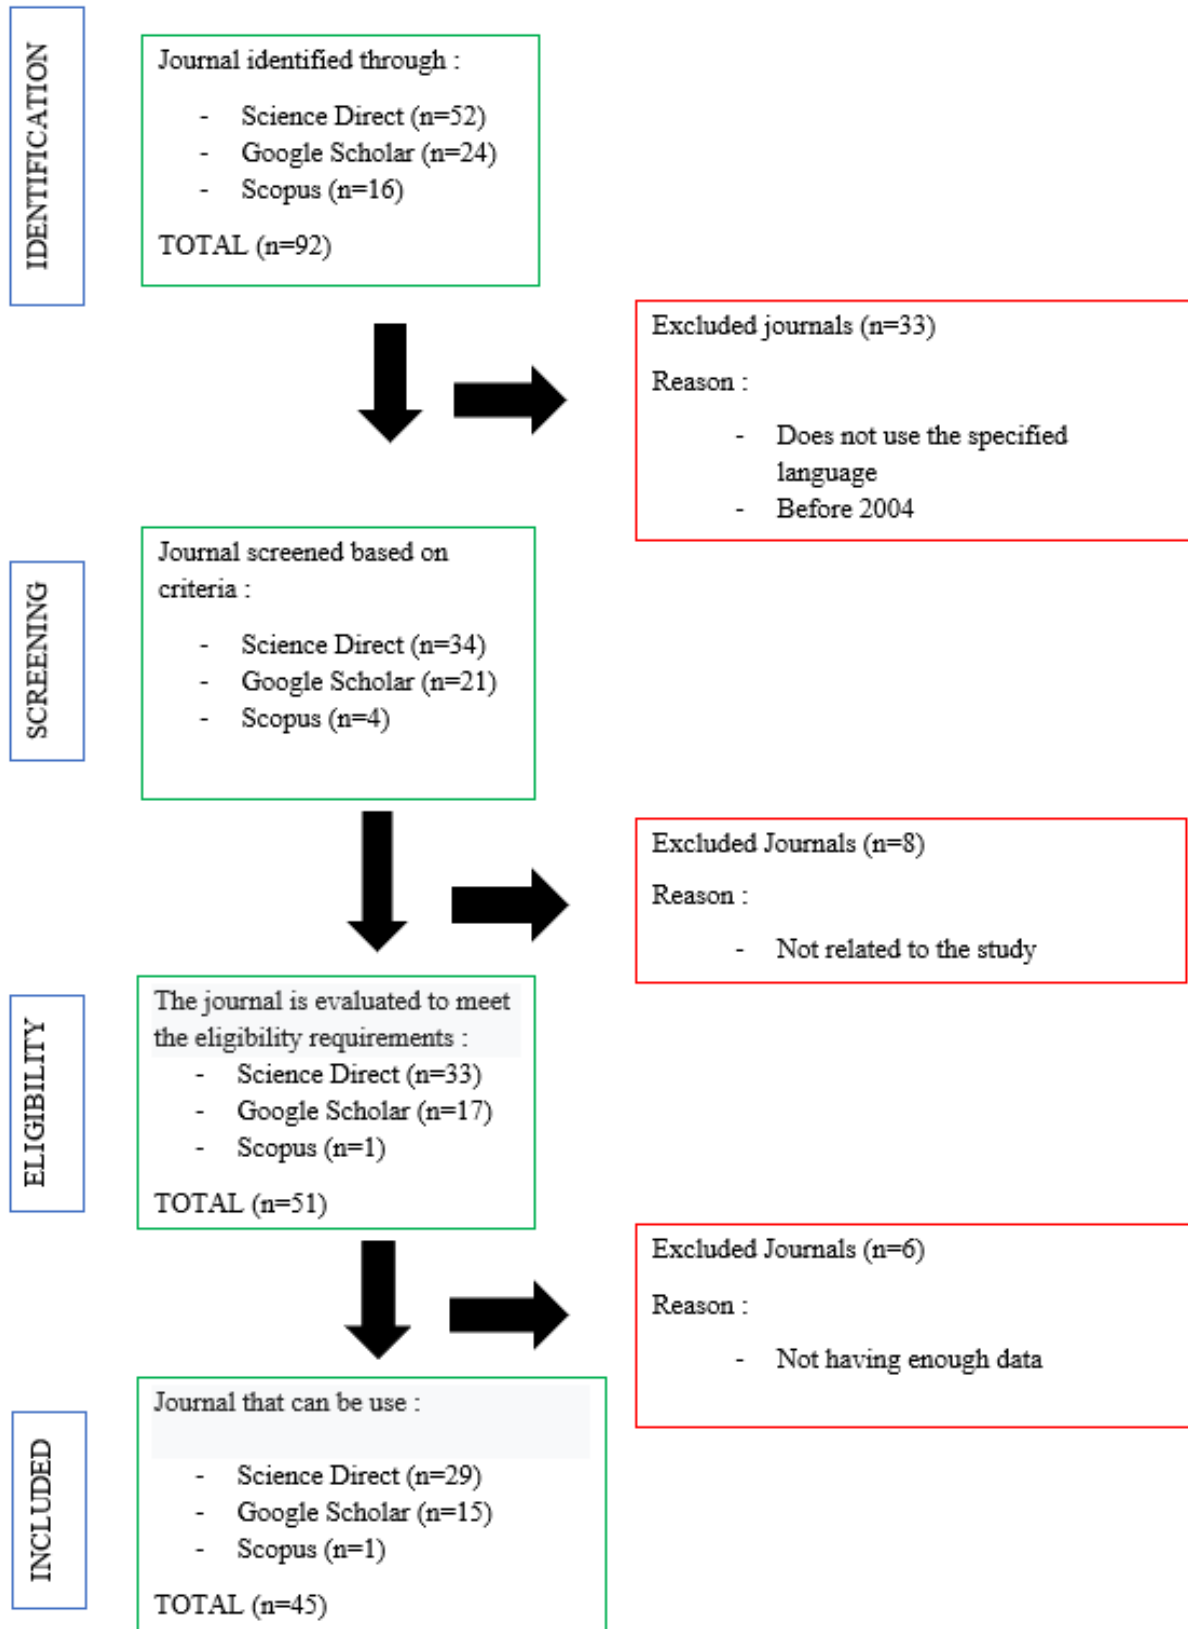 IDENTIFICATION
Journal identified through :
- Science Direct (n=52)
- Google Scholar (n=24)
- Scopus (n=16)
TOTAL (n=92)
Excluded journals (n=33)
Reason :
- Does not use the specified
language
- Before 2004
SCREENING
Journal screened based on
criteria :
- Science Direct (n=34)
- Google Scholar (n=21)
- Scopus (n=4)
Excluded Journals (n=8)
Reason :
- Not related to the study
ELIGIBILITY
The journal is evaluated to meet
the eligibility requirements :
- Science Direct (n=33)
- Google Scholar (n=17)
- Scopus (n=1)
TOTAL (n=51)
Excluded Journals (n=6)
Reason :
- Not having enough data
INCLUDED
Journal that can be use :
- Science Direct (n=29)
- Google Scholar (n=15)
- Scopus (n=1)
TOTAL (n=45)